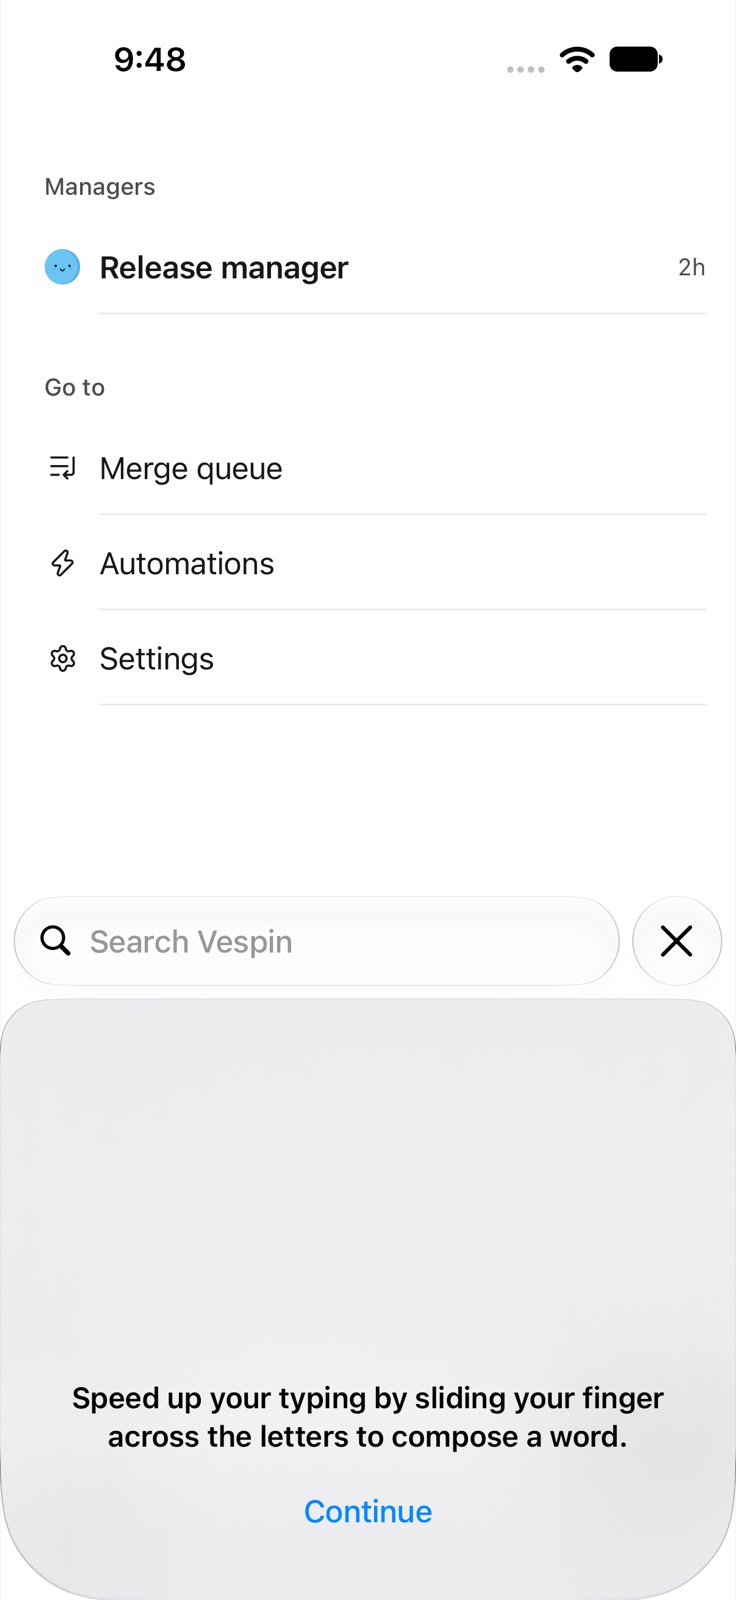 9:48
Managers
Release manager 2h
Go to
Merge queue
Automations
Settings
Search Vespin
Speed up your typing by sliding your finger
across the letters to compose a word.
Continue